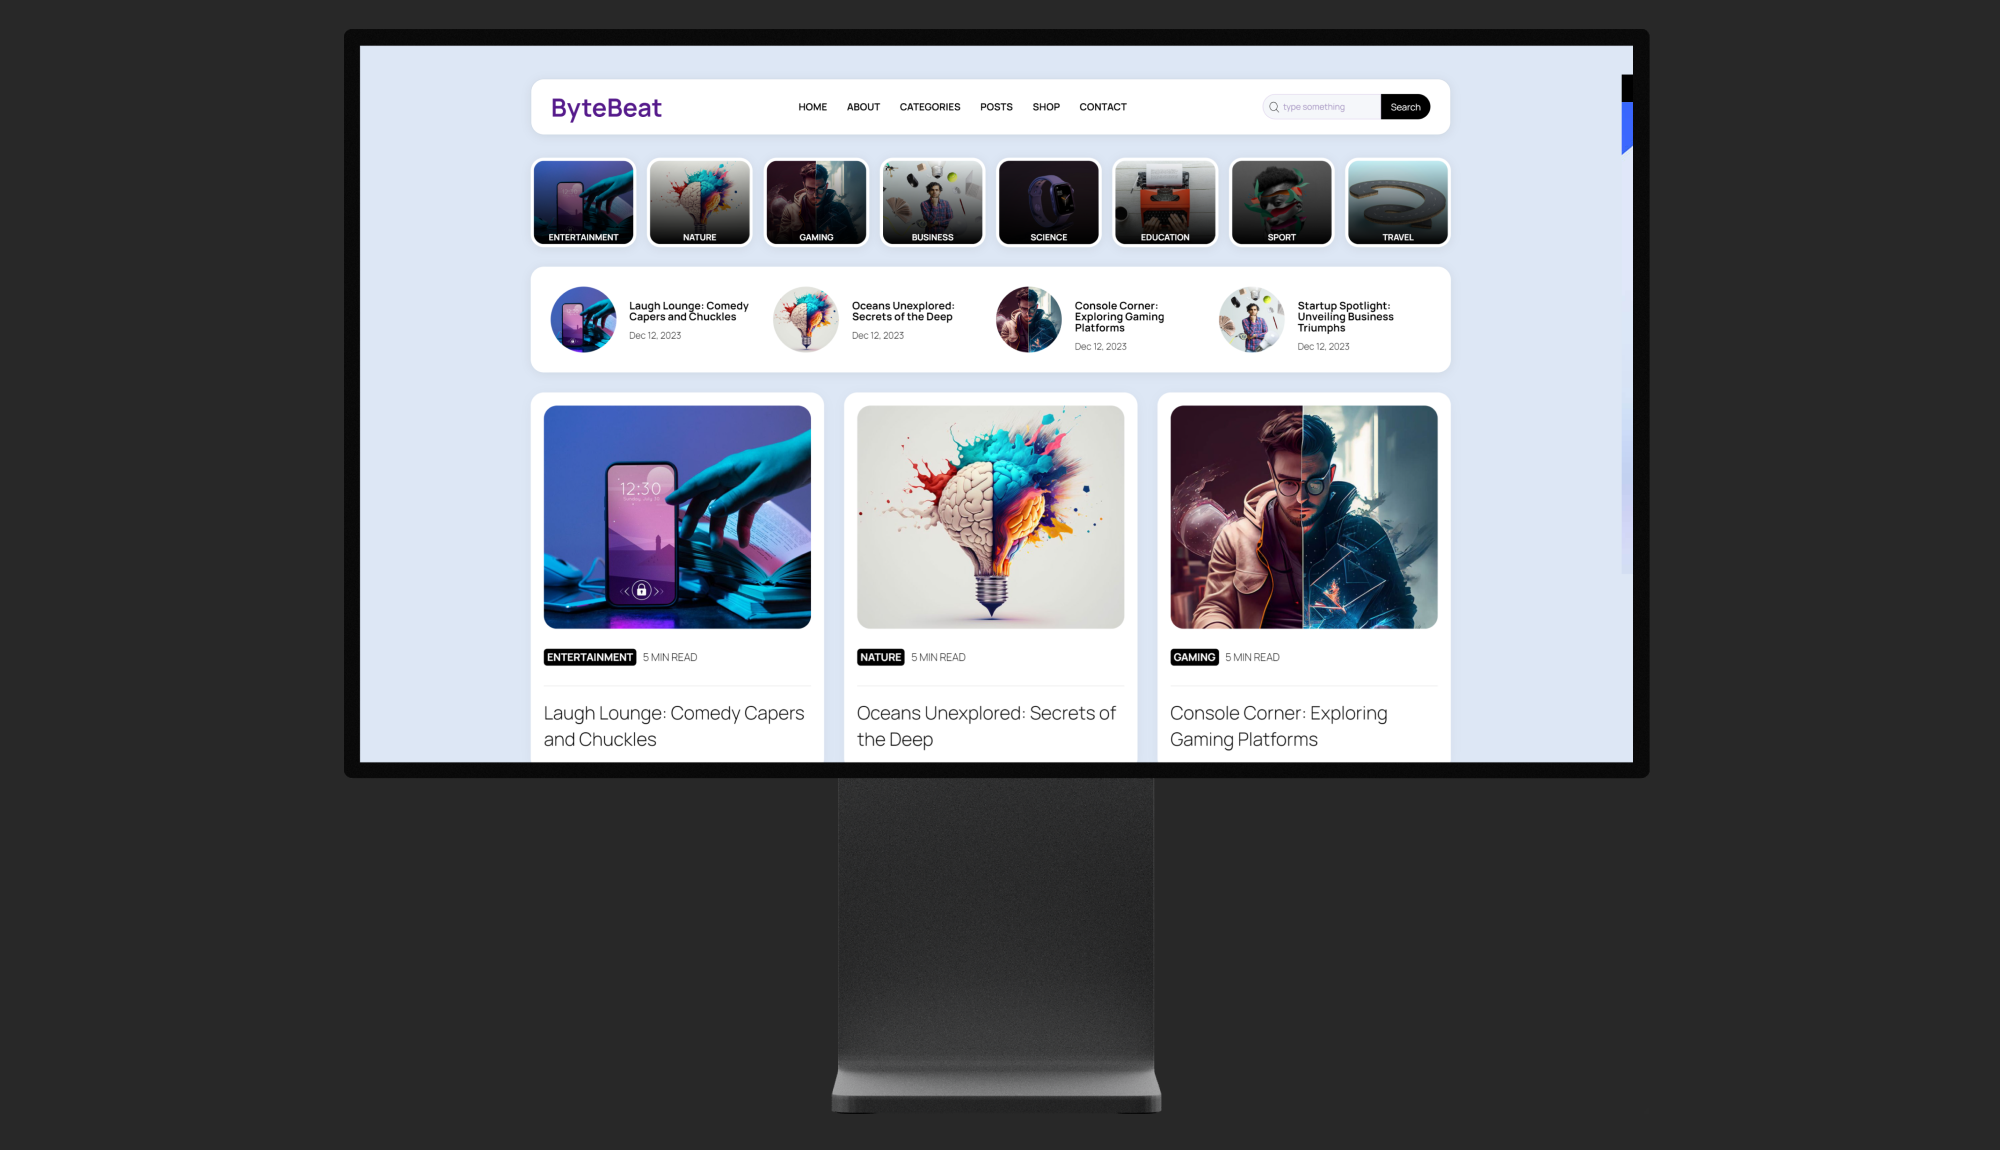 ByteBeat
HOME ABOUT CATEGORIES POSTS SHOP CONTACT
type something Search
ENTERTAINMENT
NATURE
GAMING
BUSINESS
SCIENCE
EDUCATION
SPORT
TRAVEL
Laugh Lounge: Comedy
Capers and Chuckles
Dec 12, 2023
Oceans Unexplored:
Secrets of the Deep
Dec 12, 2023
Console Corner:
Exploring Gaming
Platforms
Dec 12, 2023
Startup Spotlight:
Unveiling Business
Triumphs
Dec 12, 2023
12:30
ENTERTAINMENT 5 MIN READ
Laugh Lounge: Comedy Capers
and Chuckles
NATURE 5 MIN READ
Oceans Unexplored: Secrets of
the Deep
GAMING 5 MIN READ
Console Corner: Exploring
Gaming Platforms